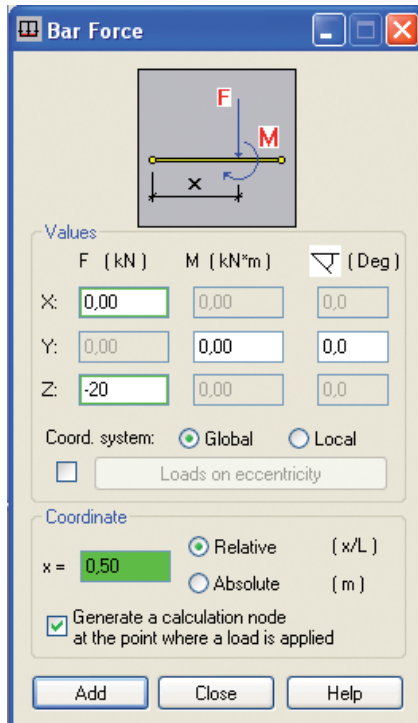 Bar Force
F
M
x
Values
F (kN) M (kN*m) (Deg)
X: 0,00 0,00 0,0
Y: 0,00 0,00 0,0
Z: -20 0,00 0,0
Coord. system: Global Local
Loads on eccentricity
Coordinate
Relative (x/L)
x = 0,50
Absolute (m)
Generate a calculation node
at the point where a load is applied
Add Close Help